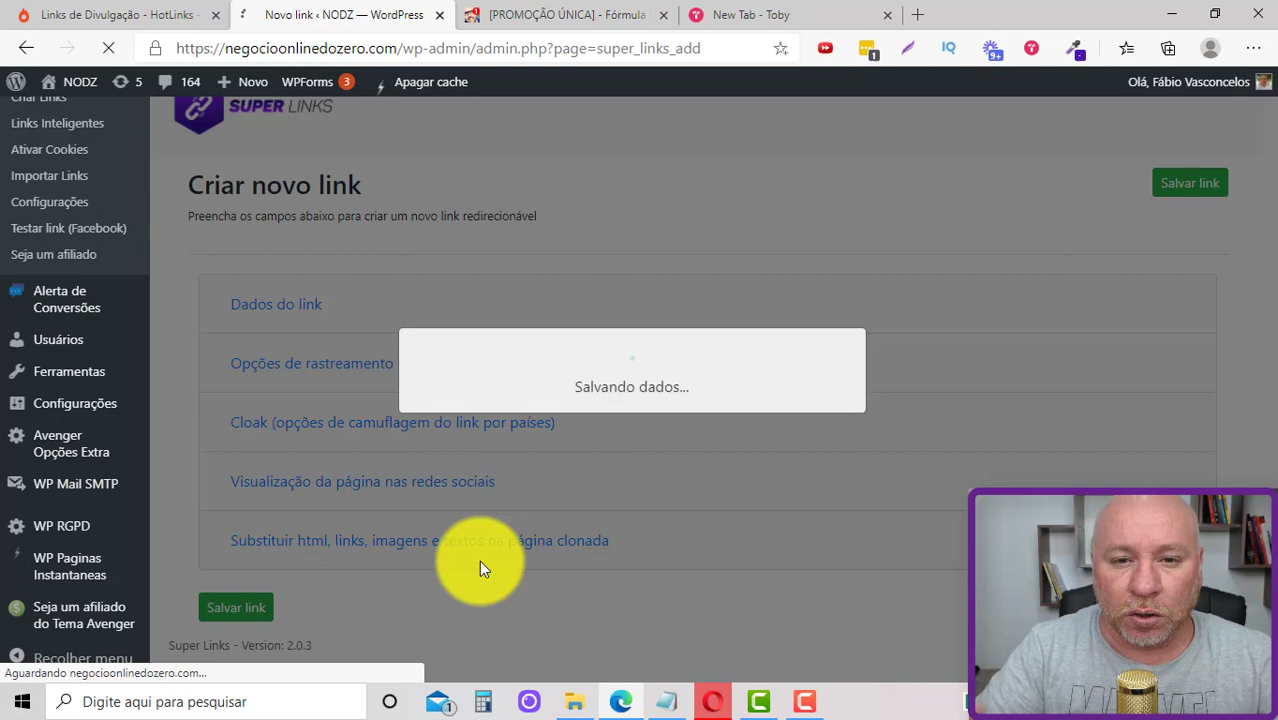 Links de Divulgação - HotLinks -
Novo link ‹ NODZ — WordPress
[PROMOÇÃO ÚNICA] - Fórmula
New Tab - Toby
https://negocioonlinedozero.com/wp-admin/admin.php?page=super_links_add
1
IQ
9+
NODZ
5
164
Novo
WPForms
3
Apagar cache
Olá, Fábio Vasconcelos
Criar Links
Links Inteligentes
Ativar Cookies
Importar Links
Configurações
Testar link (Facebook)
Seja um afiliado
Alerta de
Conversões
Usuários
Ferramentas
Configurações
Avenger
Opções Extra
WP Mail SMTP
WP RGPD
WP Paginas
Instantaneas
Seja um afiliado
do Tema Avenger
Recolher menu
SUPER LINKS
Criar novo link
Salvar link
Preencha os campos abaixo para criar um novo link redirecionável
Dados do link
Opções de rastreamento
Salvando dados...
Cloak (opções de camuflagem do link por países)
Visualização da página nas redes sociais
Substituir html, links, imagens e textos na página clonada
Salvar link
Super Links - Version: 2.0.3
Aguardando negocioonlinedozero.com...
Digite aqui para pesquisar
1